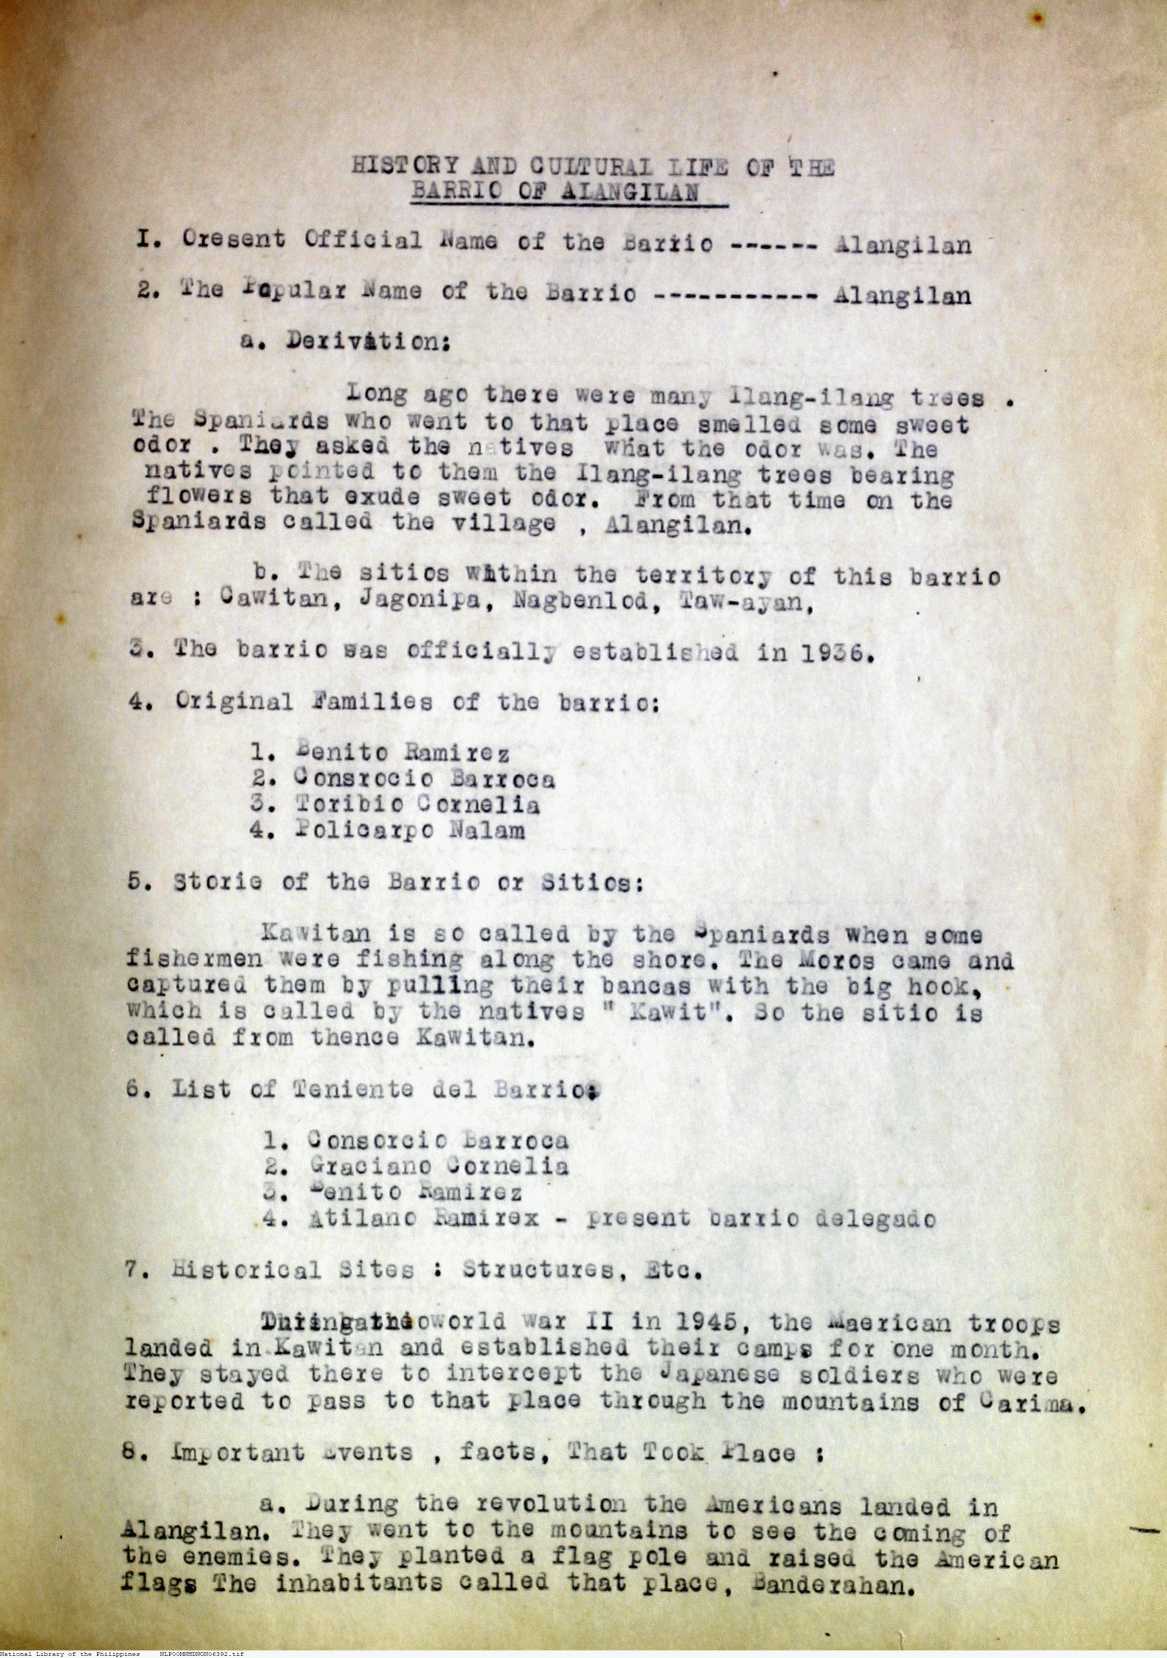 HISTORY AND CULTURAL LIFE OF THE
BARRIO OF ALANGILAN
I. Oresent Official Name of the Barrio ------ Alangilan
2. The Popular Name of the Barrio ----------- Alangilan
a. Derivation:
Long ago there were many Ilang-ilang trees .
The Spaniards who went to that place smelled some sweet
odor . They asked the natives what the odor was. The
natives pointed to them the Ilang-ilang trees bearing
flowers that exude sweet odor. From that time on the
Spaniards called the village , Alangilan.
b. The sitios within the territory of this barrio
are : Cawitan, Jagonipa, Nagbenlod, Taw-ayan,
3. The barrio was officially established in 1936.
4. Original Families of the barrio:
1. Benito Ramirez
2. Consrocio Barroca
3. Toribio Cornelia
4. Policarpo Nalam
5. Storie of the Barrio or Sitios:
Kawitan is so called by the Spaniards when some
fishermen were fishing along the shore. The Moros came and
captured them by pulling their bancas with the big hook,
which is called by the natives " Kawit". So the sitio is
called from thence Kawitan.
6. List of Teniente del Barrio:
1. Consorcio Barroca
2. Graciano Cornelia
3. Benito Ramirez
4. Atilano Ramirex - present barrio delegado
7. Historical Sites : Structures, Etc.
world war II in 1945, the Maerican troops
landed in Kawitan and established their camps for one month.
They stayed there to intercept the Japanese soldiers who were
reported to pass to that place through the mountains of Carima.
8. Important Events , facts, That Took Place :
a. During the revolution the Americans landed in
Alangilan. They went to the mountains to see the coming of
the enemies. They planted a flag pole and raised the American
flags The inhabitants called that place, Banderahan.
National Library of the Philippines